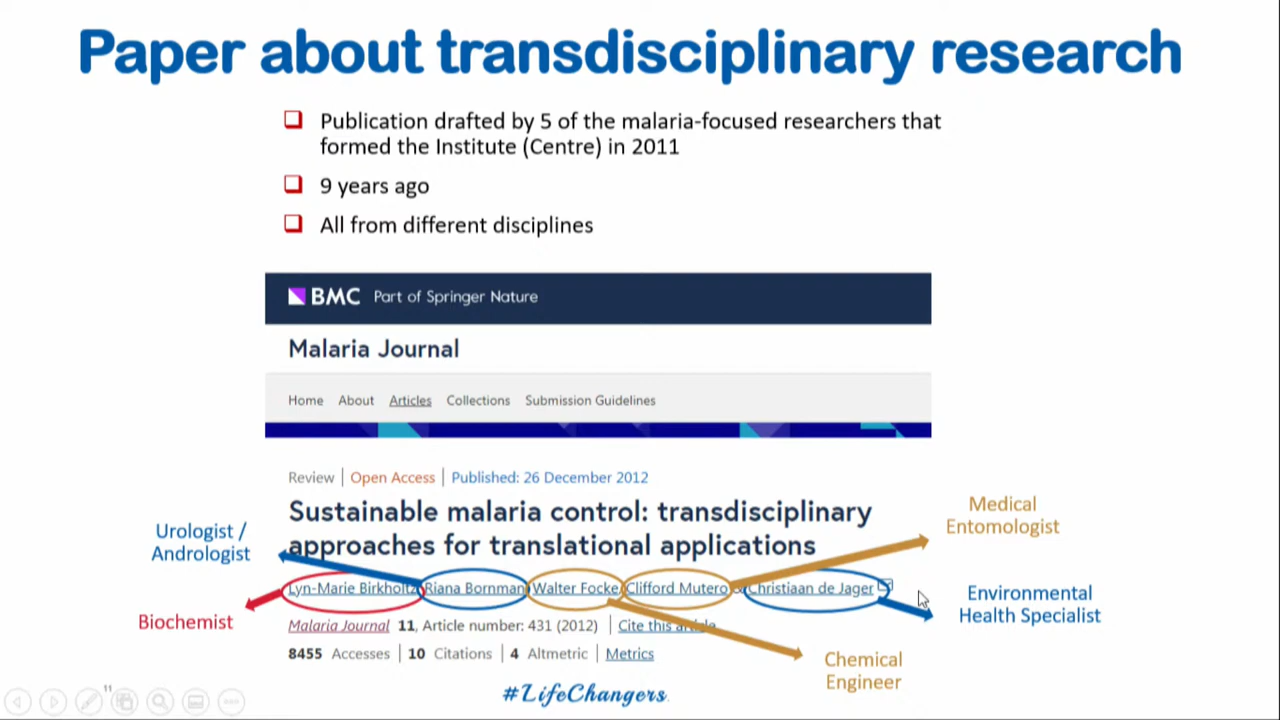 Paper about transdisciplinary research
Publication drafted by 5 of the malaria-focused researchers that
formed the Institute (Centre) in 2011
9 years ago
All from different disciplines
BMC Part of Springer Nature
Malaria Journal
Home About Articles Collections Submission Guidelines
Review | Open Access | Published: 26 December 2012
Sustainable malaria control: transdisciplinary
approaches for translational applications
Lyn-Marie Birkholtz, Riana Bornman, Walter Focke, Clifford Mutero & Christiaan de Jager
Malaria Journal 11, Article number: 431 (2012) | Cite this article
8455 Accesses | 10 Citations | 4 Altmetric | Metrics
Urologist /
Andrologist
Biochemist
Medical
Entomologist
Environmental
Health Specialist
Chemical
Engineer
11
#LifeChangers